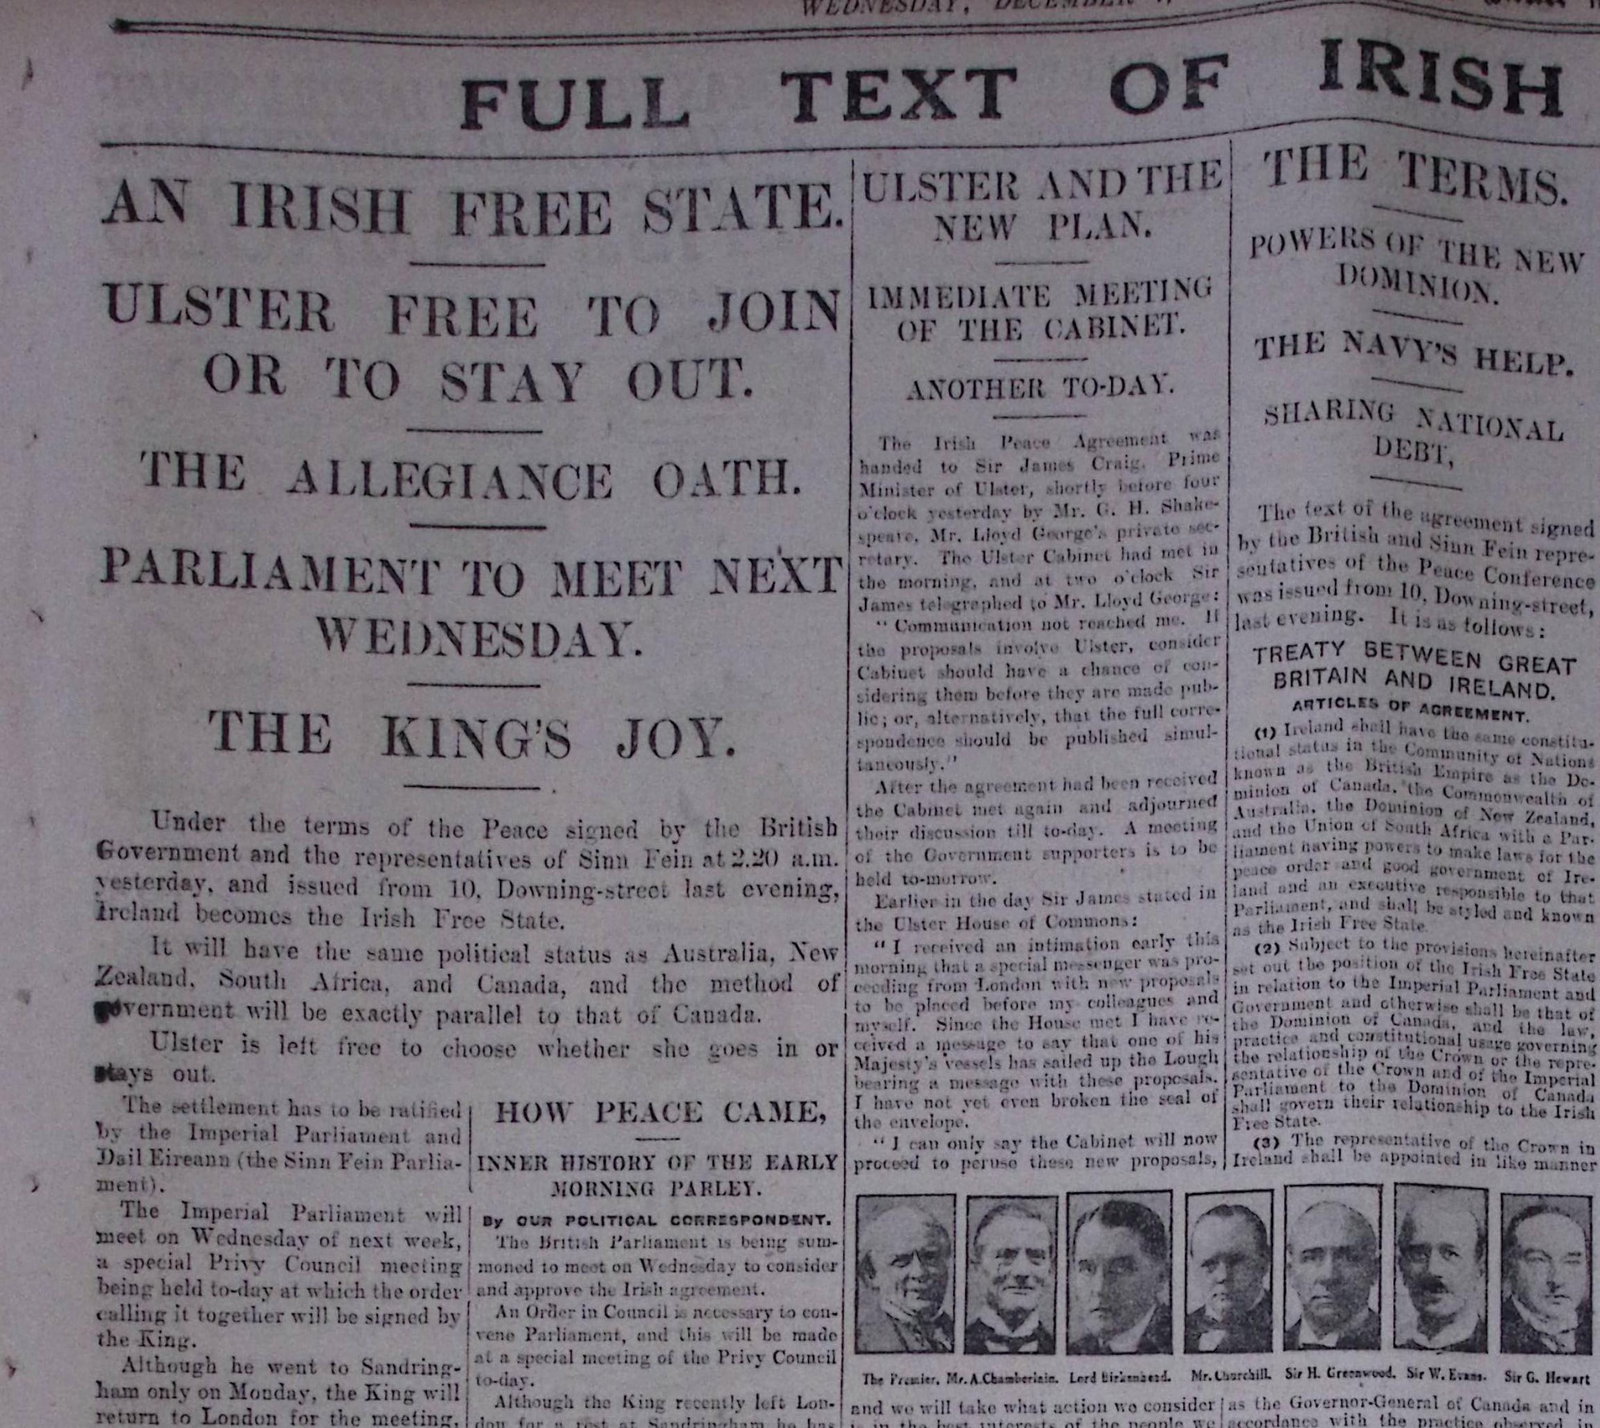 WEDNESDAY, DECEMBER
FULL TEXT OF IRISH
AN IRISH FREE STATE.
ULSTER FREE TO JOIN
OR TO STAY OUT.
THE ALLEGIANCE OATH.
PARLIAMENT TO MEET NEXT
WEDNESDAY.
THE KING'S JOY.
Under the terms of the Peace signed by the British
Government and the representatives of Sinn Fein at 2.20 a.m.
yesterday, and issued from 10, Downing-street last evening,
Ireland becomes the Irish Free State.
It will have the same political status as Australia, New
Zealand, South Africa, and Canada, and the method of
government will be exactly parallel to that of Canada.
Ulster is left free to choose whether she goes in or
stays out.
The settlement has to be ratified
by the Imperial Parliament and
Dail Eireann (the Sinn Fein Parlia-
ment).
The Imperial Parliament will
meet on Wednesday of next week,
a special Privy Council meeting
being held to-day at which the order
calling it together will be signed by
the King.
Although he went to Sandring-
ham only on Monday, the King will
return to London for the meeting,
HOW PEACE CAME,
INNER HISTORY OF THE EARLY
MORNING PARLEY.
By OUR POLITICAL CORRESPONDENT.
The British Parliament is being sum-
moned to meet on Wednesday to consider
and approve the Irish agreement.
An Order in Council is necessary to con-
vene Parliament, and this will be made
at a special meeting of the Privy Council
to-day.
Although the King recently left Lon-
don for a rest at Sandringham he has
ULSTER AND THE
NEW PLAN.
IMMEDIATE MEETING
OF THE CABINET.
ANOTHER TO-DAY.
The Irish Peace Agreement was
handed to Sir James Craig, Prime
Minister of Ulster, shortly before four
o'clock yesterday by Mr. G. H. Shake-
speare, Mr. Lloyd George's private sec-
retary. The Ulster Cabinet had met in
the morning, and at two o'clock Sir
James telegraphed to Mr. Lloyd George:
"Communication not reached me. If
the proposals involve Ulster, consider
Cabinet should have a chance of con-
sidering them before they are made pub-
lic; or, alternatively, that the full corre-
spondence should be published simul-
taneously."
After the agreement had been received
the Cabinet met again and adjourned
their discussion till to-day. A meeting
of the Government supporters is to be
held to-morrow.
Earlier in the day Sir James stated in
the Ulster House of Commons:
"I received an intimation early this
morning that a special messenger was pro-
ceeding from London with new proposals
to be placed before my colleagues and
myself. Since the House met I have re-
ceived a message to say that one of his
Majesty's vessels has sailed up the Lough
bearing a message with these proposals.
I have not yet even broken the seal of
the envelope.
"I can only say the Cabinet will now
proceed to peruse these new proposals,
THE TERMS.
POWERS OF THE NEW
DOMINION.
THE NAVY'S HELP.
SHARING NATIONAL
DEBT,
The text of the agreement signed
by the British and Sinn Fein repre-
sentatives of the Peace Conference
was issued from 10, Downing-street,
last evening. It is as follows:
TREATY BETWEEN GREAT
BRITAIN AND IRELAND.
ARTICLES OF AGREEMENT.
(1) Ireland shall have the same constitu-
tional status in the Community of Nations
known as the British Empire as the Do-
minion of Canada, the Commonwealth of
Australia, the Dominion of New Zealand,
and the Union of South Africa with a Par-
liament having powers to make laws for the
peace order and good government of Ire-
land and an executive responsible to that
Parliament, and shall be styled and known
as the Irish Free State.
(2) Subject to the provisions hereinafter
set out the position of the Irish Free State
in relation to the Imperial Parliament and
Government and otherwise shall be that of
the Dominion of Canada, and the law,
practice and constitutional usage governing
the relationship of the Crown or the repre-
sentative of the Crown and of the Imperial
Parliament to the Dominion of Canada
shall govern their relationship to the Irish
Free State.
(3) The representative of the Crown in
Ireland shall be appointed in like manner
The Premier. Mr. A. Chamberlain. Lord Birkenhead. Mr. Churchill. Sir H. Greenwood. Sir W. Evans. Sir G. Hewart
and we will take what action we consider
is in the best interests of the people we
as the Governor-General of Canada and in
accordance with the practice observed in